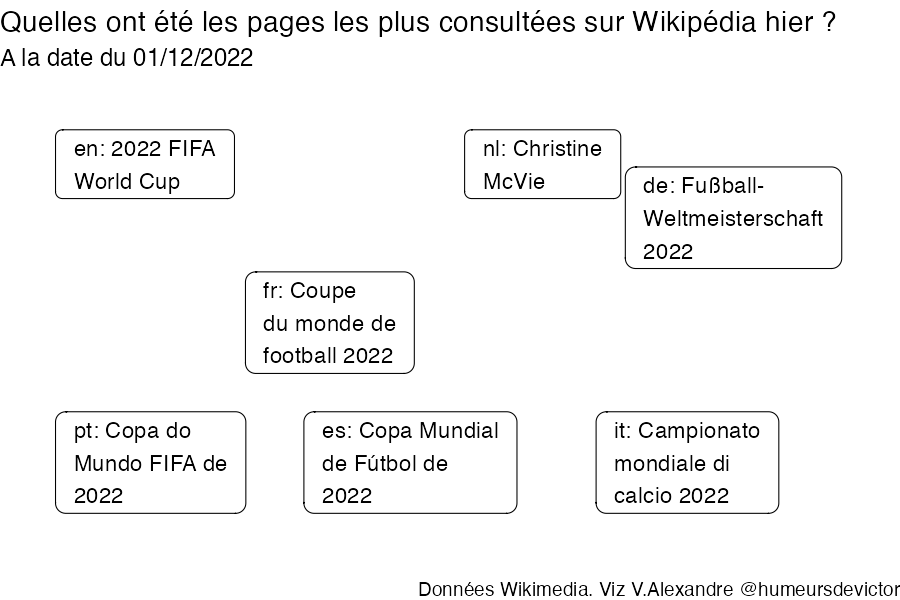 Quelles ont été les pages les plus consultées sur Wikipédia hier ?
A la date du 01/12/2022
en: 2022 FIFA
World Cup
nl: Christine
McVie
de: Fußball-
Weltmeisterschaft
2022
fr: Coupe
du monde de
football 2022
pt: Copa do
Mundo FIFA de
2022
es: Copa Mundial
de Fútbol de
2022
it: Campionato
mondiale di
calcio 2022
Données Wikimedia. Viz V.Alexandre @humeursdevictor